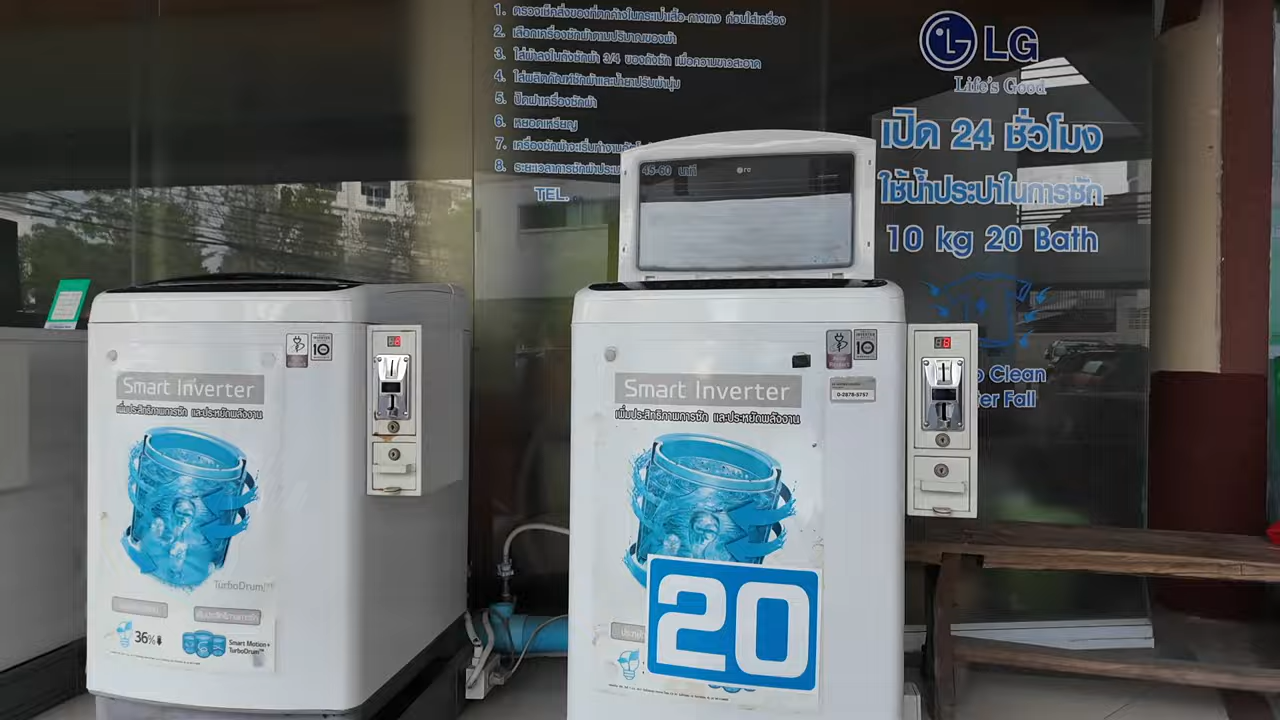 1. ตรวจเช็คสิ่งของที่ตกค้างในกระเป๋าเสื้อ-กางเกง ก่อนใส่เครื่อง
2. เลือกเครื่องซักผ้าตามปริมาณของผ้า
3. ใส่ผ้าลงในถังซักผ้า 3/4 ของถังซัก เพื่อความขาวสะอาด
4. ใส่ผลิตภัณฑ์ซักผ้าและน้ำยาปรับผ้านุ่ม
5. ปิดฝาเครื่องซักผ้า
6. หยอดเหรียญ
7. เครื่องซักผ้าจะเริ่มทำงาน
8. ระยะเวลาการซักผ้าประม
45-60 นาที
TEL.
LG
Life's Good
เปิด 24 ชั่วโมง
ใช้น้ำประปาในการซัก
10 kg 20 Bath
Clean
er Fall
Smart Inverter
เพิ่มประสิทธิภาพการซัก และประหยัดพลังงาน
10
TurboDrum™
36%
Smart Motion+
TurboDrum™
Smart Inverter
เพิ่มประสิทธิภาพการซัก และประหยัดพลังงาน
10
0-2878-5757
20